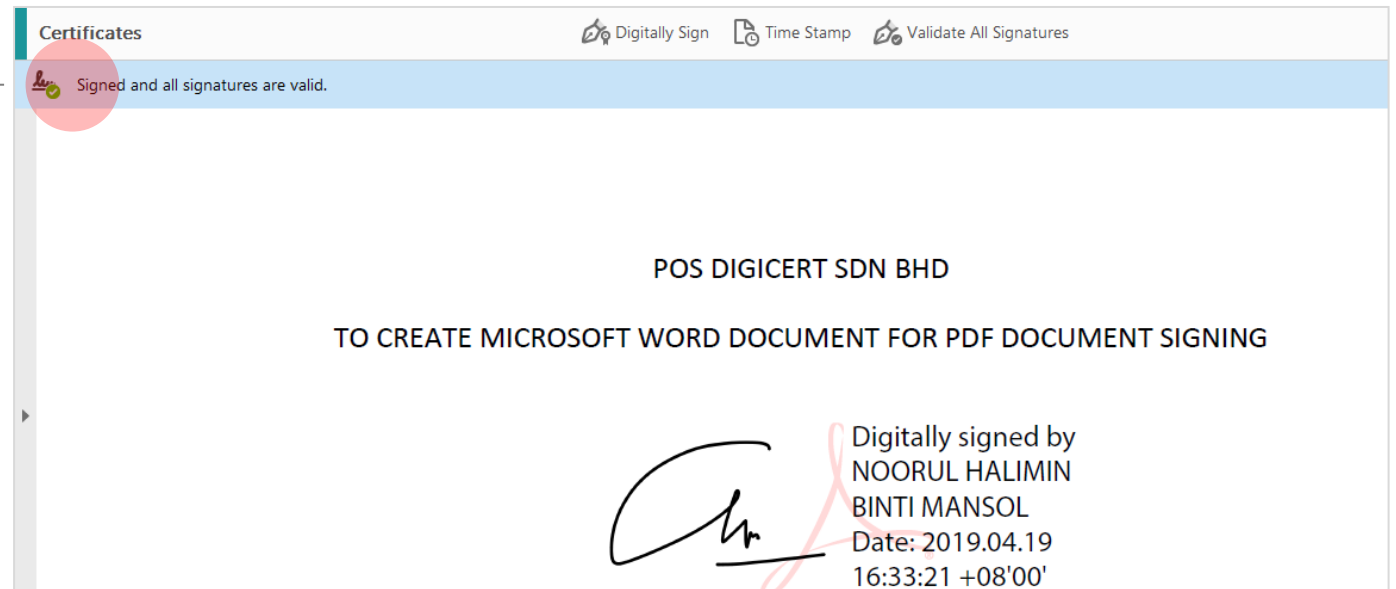 Certificates
Digitally Sign
Time Stamp
Validate All Signatures
Signed and all signatures are valid.
POS DIGICERT SDN BHD
TO CREATE MICROSOFT WORD DOCUMENT FOR PDF DOCUMENT SIGNING
Digitally signed by
NOORUL HALIMIN
BINTI MANSOL
Date: 2019.04.19
16:33:21 +08'00'